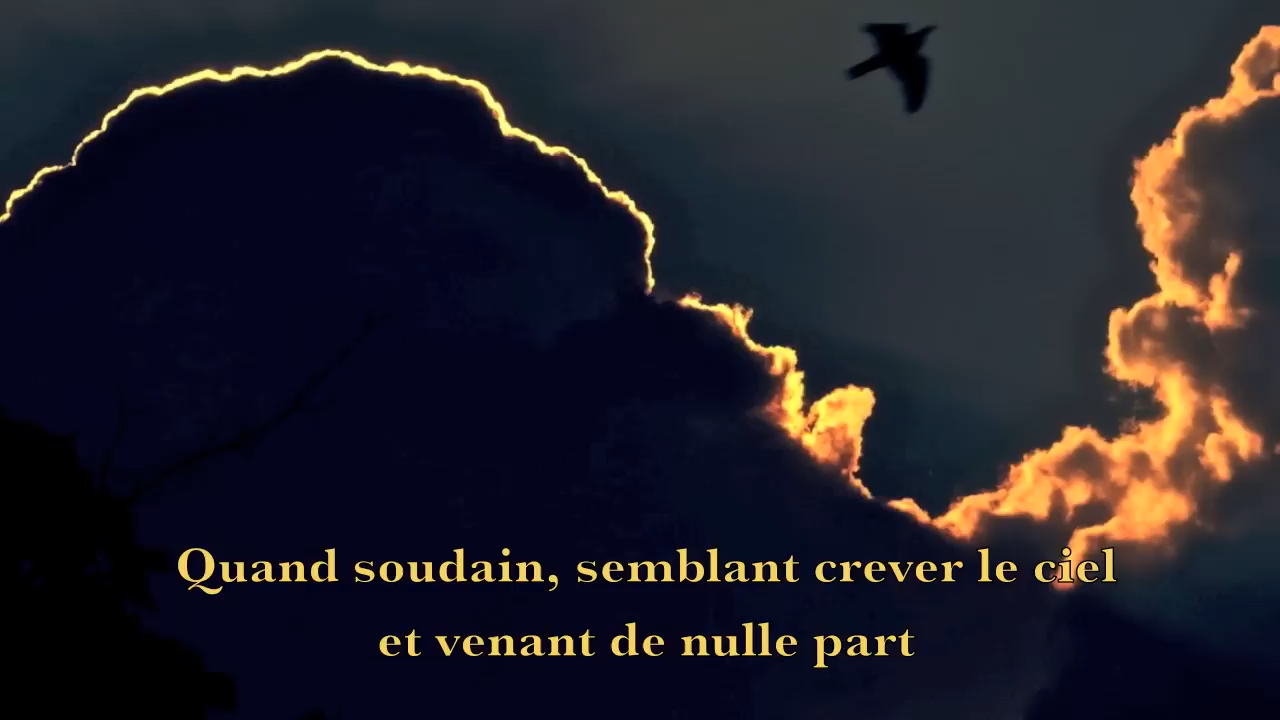 Quand soudain, semblant crever le ciel
et venant de nulle part